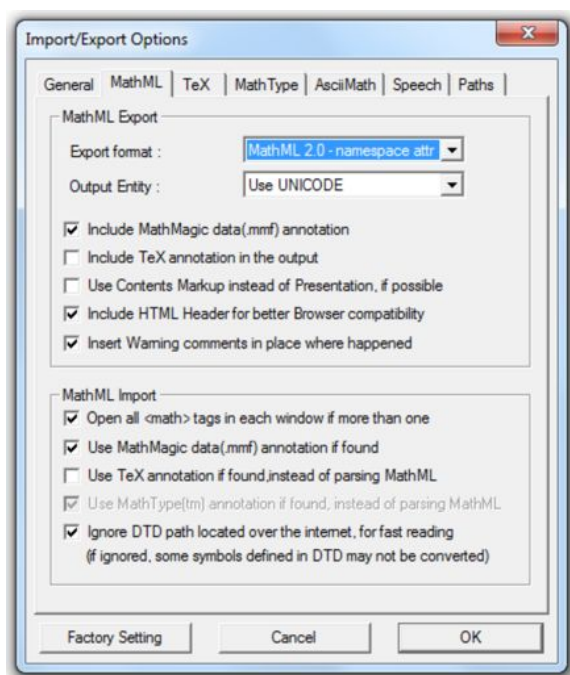 Import/Export Options
General MathML TeX MathType AsciiMath Speech Paths
MathML Export
Export format : MathML 2.0 - namespace attr
Output Entity : Use UNICODE
Include MathMagic data(.mmf) annotation
Include TeX annotation in the output
Use Contents Markup instead of Presentation, if possible
Include HTML Header for better Browser compatibility
Insert Warning comments in place where happened
MathML Import
Open all <math> tags in each window if more than one
Use MathMagic data(.mmf) annotation if found
Use TeX annotation if found,instead of parsing MathML
Use MathType(tm) annotation if found, instead of parsing MathML
Ignore DTD path located over the internet, for fast reading
(if ignored, some symbols defined in DTD may not be converted)
Factory Setting Cancel OK